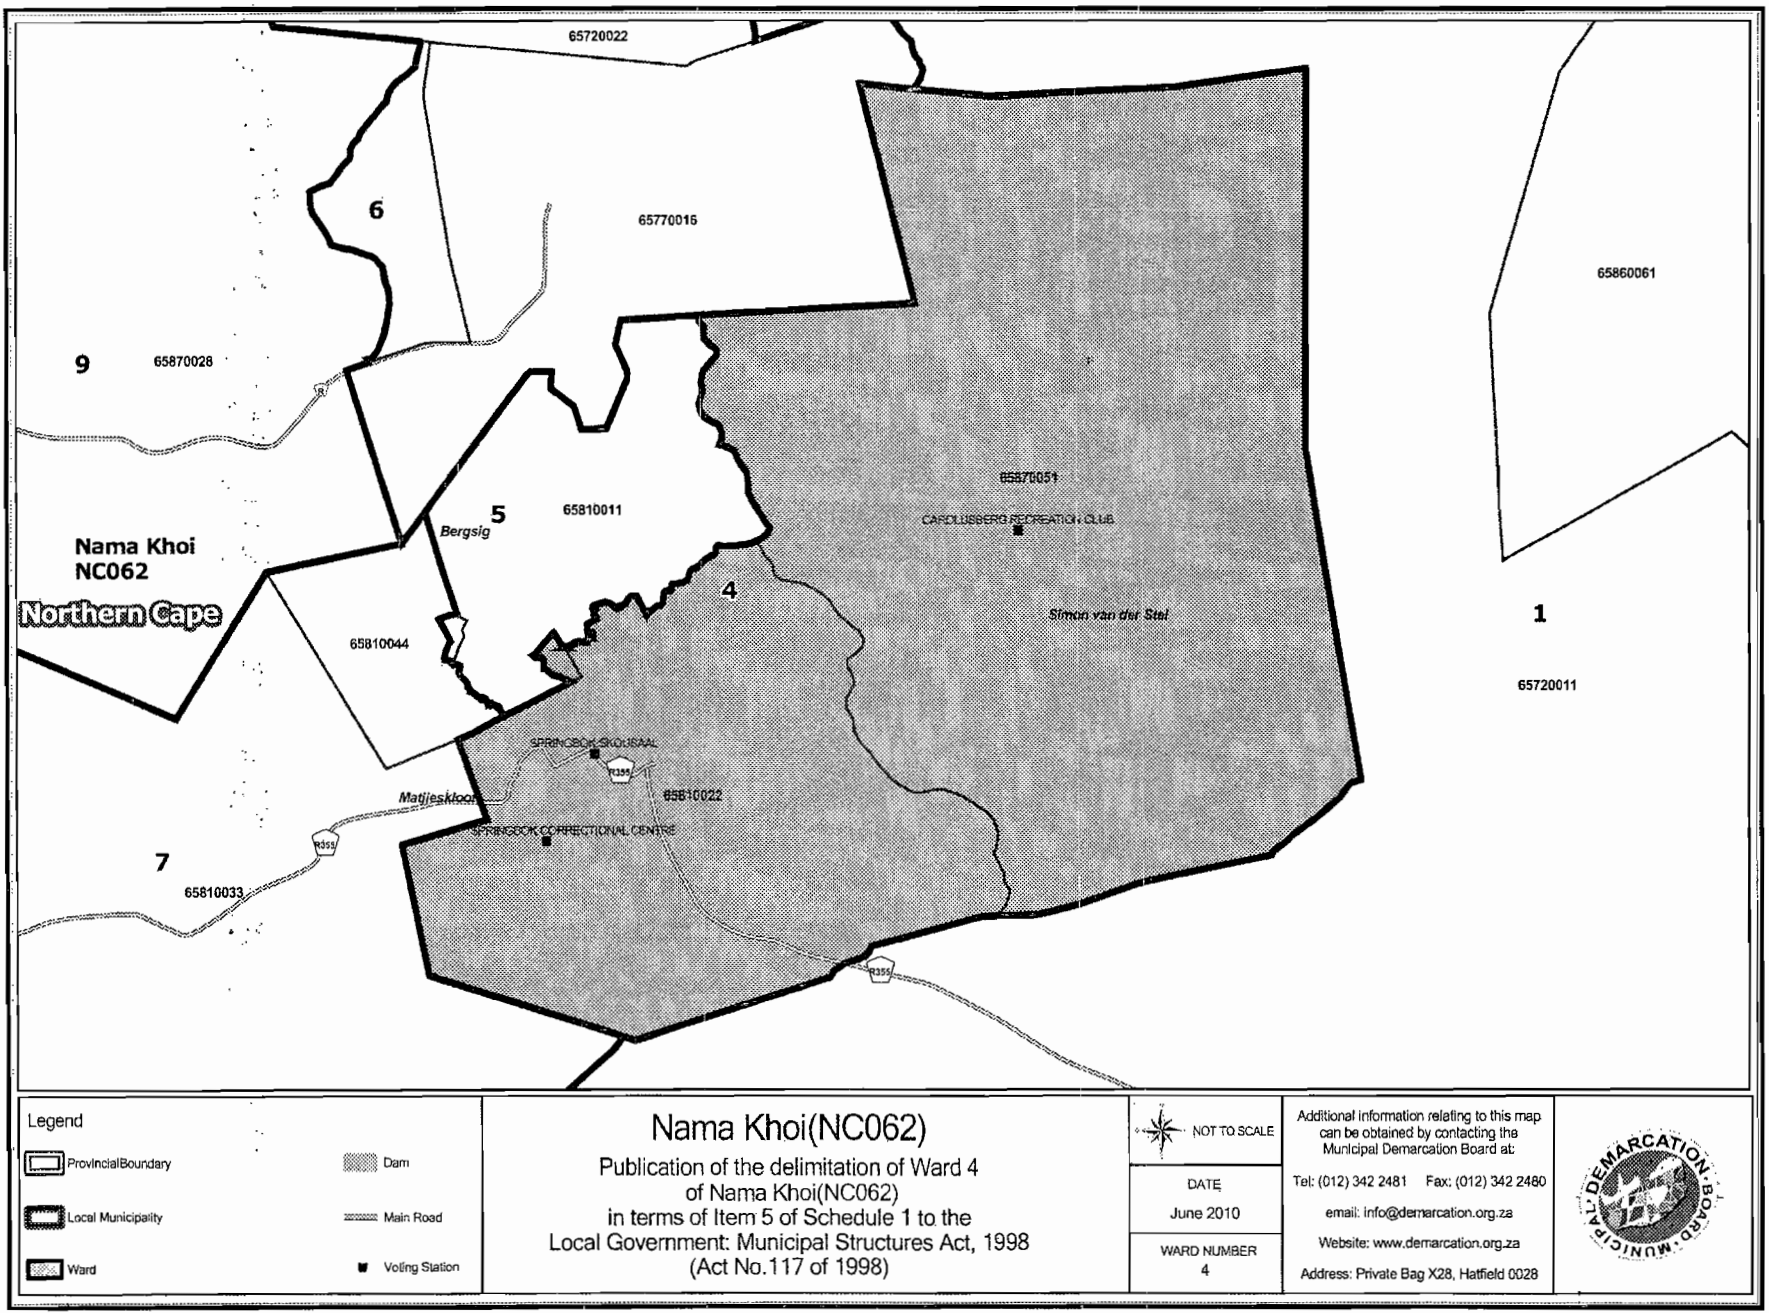 65720022
6
65770016
65860061
9
65870028
R
65870051
5
65810011
Bergsig
CAROLUSBERG RECREATION CLUB
Nama Khoi
NC062
Northern Cape
4
Simon van der Stel
1
65810044
65720011
SPRINGBOK SKOUSAAL
R355
65810022
Matjieskloof
SPRINGBOK CORRECTIONAL CENTRE
R355
7
65810033
R355
Legend
Provincial Boundary
Dam
Local Municipality
Main Road
Ward
Voting Station
Nama Khoi(NC062)
Publication of the delimitation of Ward 4
of Nama Khoi(NC062)
in terms of Item 5 of Schedule 1 to the
Local Government: Municipal Structures Act, 1998
(Act No.117 of 1998)
NOT TO SCALE
DATE
June 2010
WARD NUMBER
4
Additional information relating to this map
can be obtained by contacting the
Municipal Demarcation Board at:
Tel: (012) 342 2481 Fax: (012) 342 2480
email: info@demarcation.org.za
Website: www.demarcation.org.za
Address: Private Bag X28, Hatfield 0028
MUNICIPAL DEMARCATION BOARD